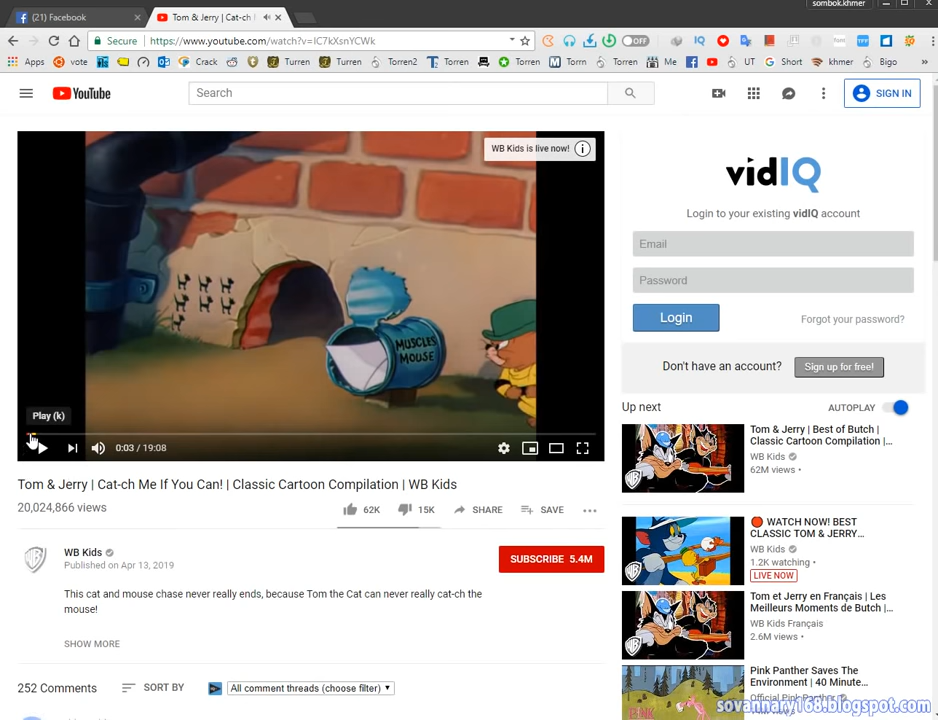 sombok.khmer
(21) Facebook
Tom & Jerry | Cat-ch I
Secure
https://www.youtube.com/watch?v=IC7kXsnYCWk
OFF
IQ
Apps
vote
Crack
Turren
Turren
Torren2
Torren
Torren
Torrn
Torren
Me
UT
Short
khmer
Bigo
YouTube
Search
SIGN IN
WB Kids is live now!
MUSCLES
MOUSE
Play (k)
0:03 / 19:08
Tom & Jerry | Cat-ch Me If You Can! | Classic Cartoon Compilation | WB Kids
20,024,866 views
62K
15K
SHARE
SAVE
WB Kids
Published on Apr 13, 2019
SUBSCRIBE 5.4M
This cat and mouse chase never really ends, because Tom the Cat can never really cat-ch the
mouse!
SHOW MORE
252 Comments
SORT BY
All comment threads (choose filter)
vidIQ
Login to your existing vidIQ account
Email
Password
Login
Forgot your password?
Don't have an account?
Sign up for free!
Up next
AUTOPLAY
Tom & Jerry | Best of Butch |
Classic Cartoon Compilation |...
WB Kids
62M views
WATCH NOW! BEST
CLASSIC TOM & JERRY...
WB Kids
1.2K watching
LIVE NOW
Tom et Jerry en Français | Les
Meilleurs Moments de Butch |...
WB Kids Français
2.6M views
Pink Panther Saves The
Environment | 40 Minute...
Official Pink Panther
sovannary168.blogspot.com